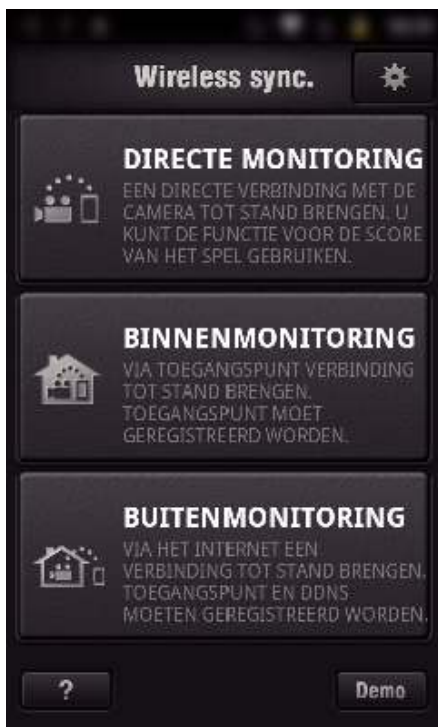 Wireless sync.
DIRECTE MONITORING
EEN DIRECTE VERBINDING MET DE
CAMERA TOT STAND BRENGEN. U
KUNT DE FUNCTIE VOOR DE SCORE
VAN HET SPEL GEBRUIKEN.
BINNENMONITORING
VIA TOEGANGSPUNT VERBINDING
TOT STAND BRENGEN.
TOEGANGSPUNT MOET
GEREGISTREERD WORDEN.
BUITENMONITORING
VIA HET INTERNET EEN
VERBINDING TOT STAND BRENGEN.
TOEGANGSPUNT EN DDNS
MOETEN GEREGISTREERD WORDEN.
? Demo